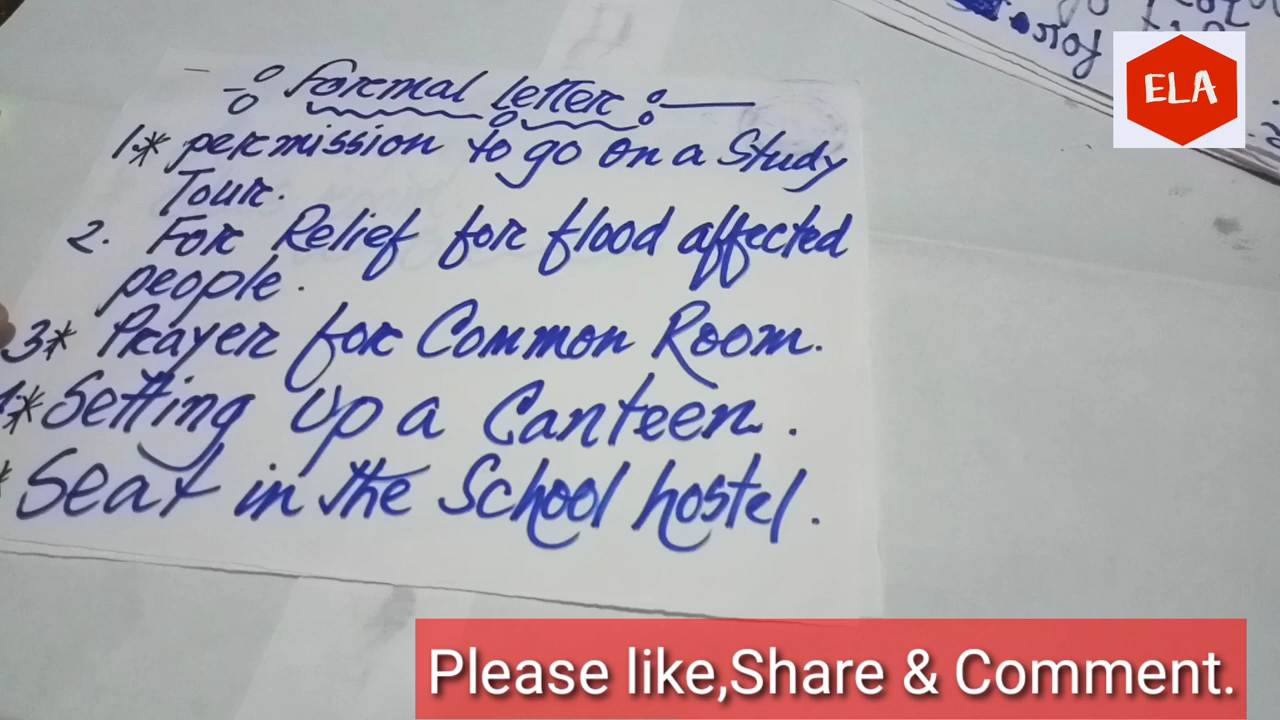 Formal letter :
1* permission to go on a Study
Tour.
2. For Relief for flood affected
people.
3* Prayer for Common Room.
* Setting Up a Canteen.
* Seat in the School hostel.
ELA
Please like,Share & Comment.